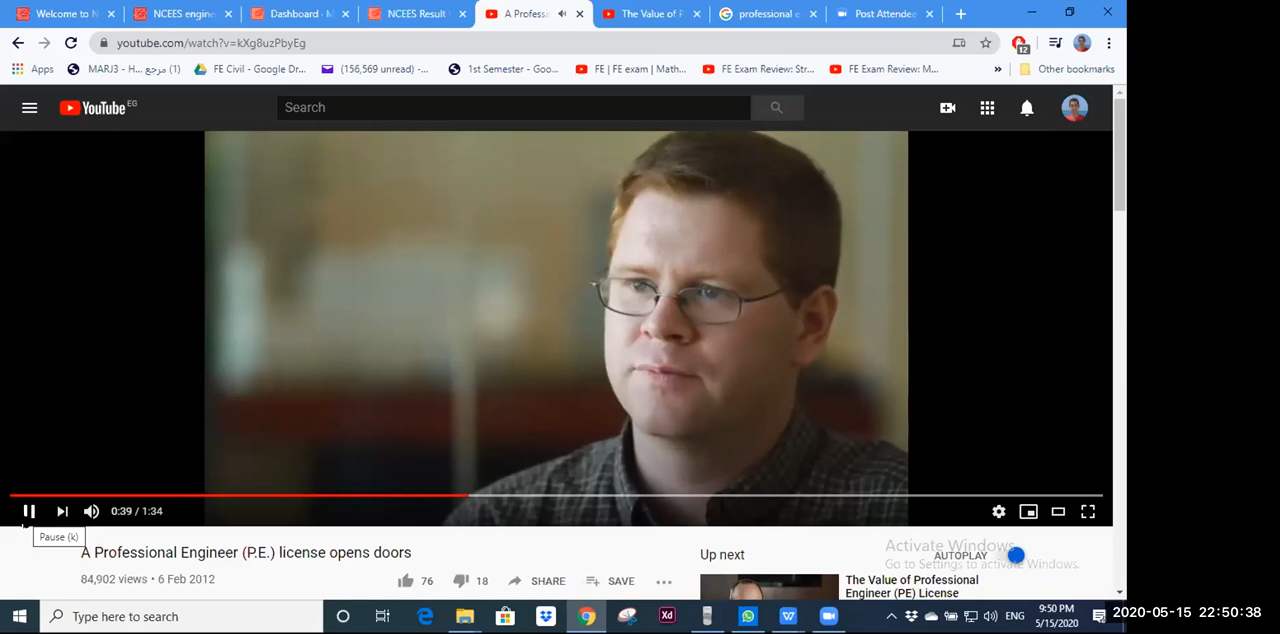 Welcome to N
NCEES engine
Dashboard - M
NCEES Result
A Profess
The Value of P
professional e
Post Attendee
youtube.com/watch?v=kXg8uzPbyEg
12
Apps
MARJ3 - H... مرجع (1)
FE Civil - Google Dr...
(156,569 unread) -...
1st Semester - Goo...
FE | FE exam | Math...
FE Exam Review: Str...
FE Exam Review: M...
»
Other bookmarks
YouTube EG
Search
0:39 / 1:34
Pause (k)
A Professional Engineer (P.E.) license opens doors
84,902 views • 6 Feb 2012
76
18
SHARE
SAVE
Up next
AUTOPLAY
Activate Windows
Go to Settings to activate Windows.
The Value of Professional
Engineer (PE) License
Type here to search
Xd
ENG
9:50 PM
5/15/2020
2020-05-15 22:50:38